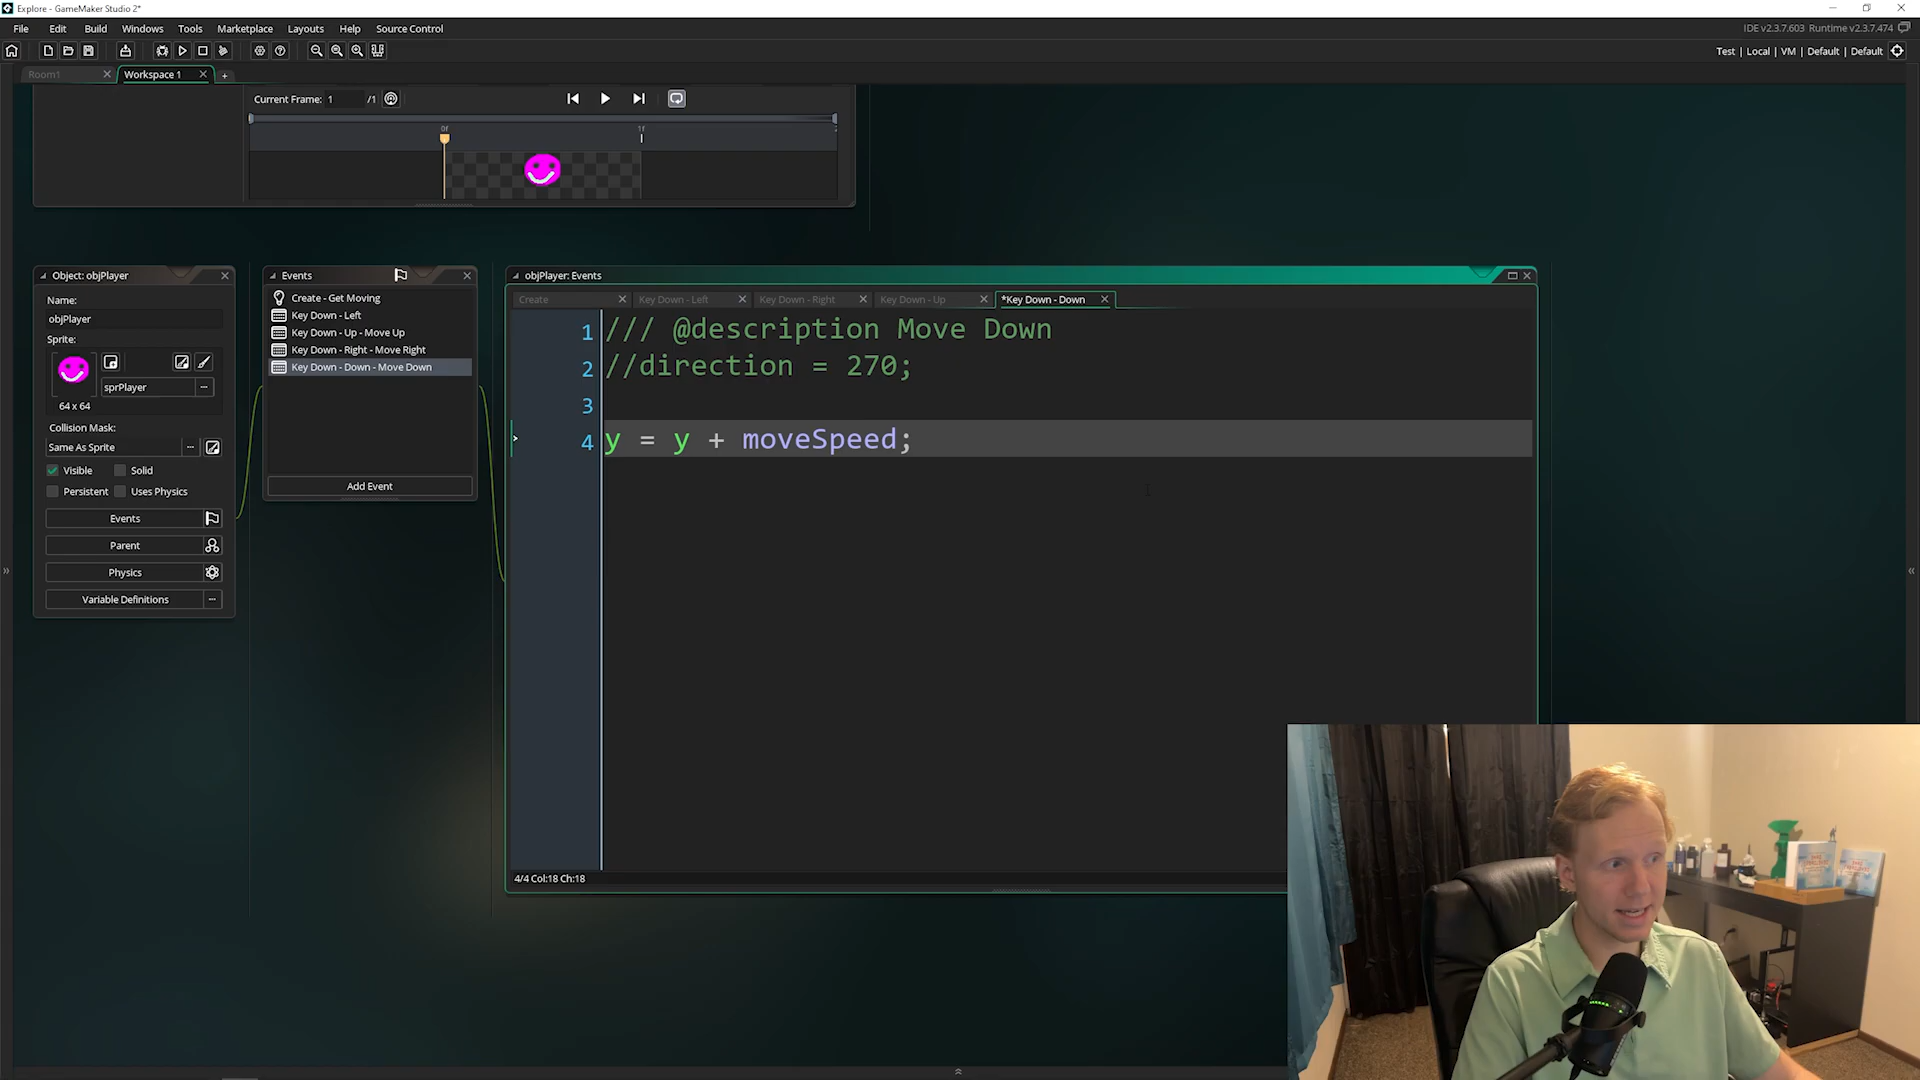 Explore - GameMaker Studio 2*
File Edit Build Windows Tools Marketplace Layouts Help Source Control
IDE v2.3.7.603 Runtime v2.3.7.474
Test | Local | VM | Default | Default
Room1
Workspace 1
Current Frame: 1 /1
0f
1f
Object: objPlayer
Name:
objPlayer
Sprite:
sprPlayer
64 x 64
Collision Mask:
Same As Sprite
Visible Solid
Persistent Uses Physics
Events
Parent
Physics
Variable Definitions
Events
Create - Get Moving
Key Down - Left
Key Down - Up - Move Up
Key Down - Right - Move Right
Key Down - Down - Move Down
Add Event
objPlayer: Events
Create
Key Down - Left
Key Down - Right
Key Down - Up
*Key Down - Down
1 /// @description Move Down
2 //direction = 270;
3
4 y = y + moveSpeed;
4/4 Col:18 Ch:18